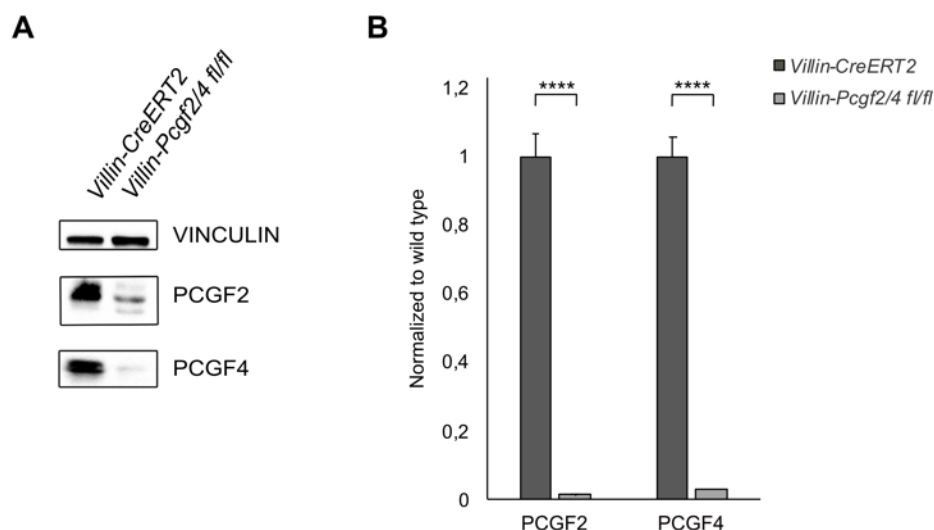 A
Villin-CreERT2
Villin-Pcgf2/4 fl/fl
VINCULIN
PCGF2
PCGF4
B
Villin-CreERT2
Villin-Pcgf2/4 fl/fl
Normalized to wild type
1,2
1
0,8
0,6
0,4
0,2
0
****
****
PCGF2
PCGF4